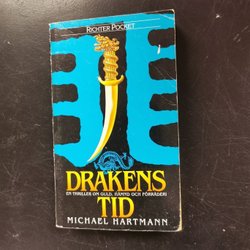 RICHTER POCKET
DRAKENS
EN THRILLER OM GULD, HÄMND OCH FÖRRÄDERI
TID
MICHAEL HARTMANN